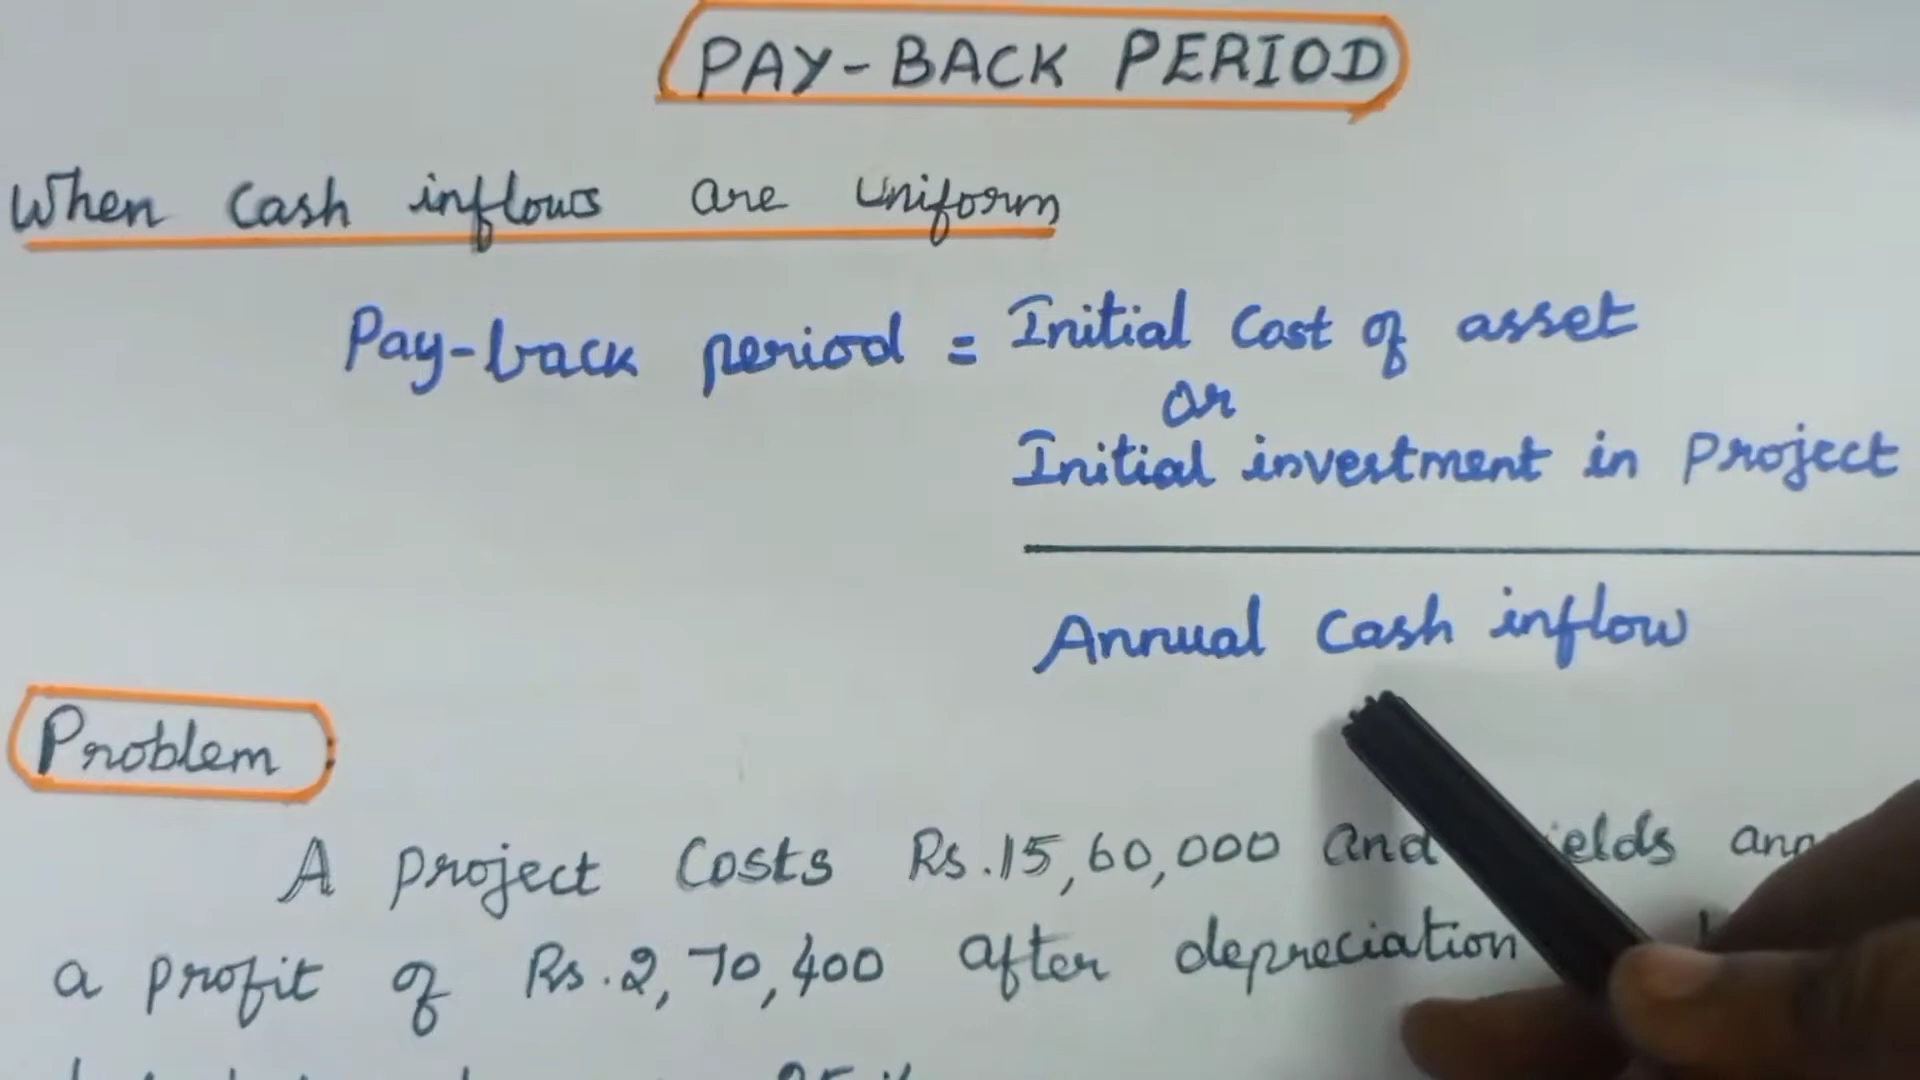 PAY-BACK PERIOD
When Cash inflows are Uniform
Pay-back period = Initial Cost of asset
or
Initial investment in Project
Annual Cash inflow
Problem :
A Project Costs Rs.15,60,000 and
a profit of Rs.2,70,400 after depreciation